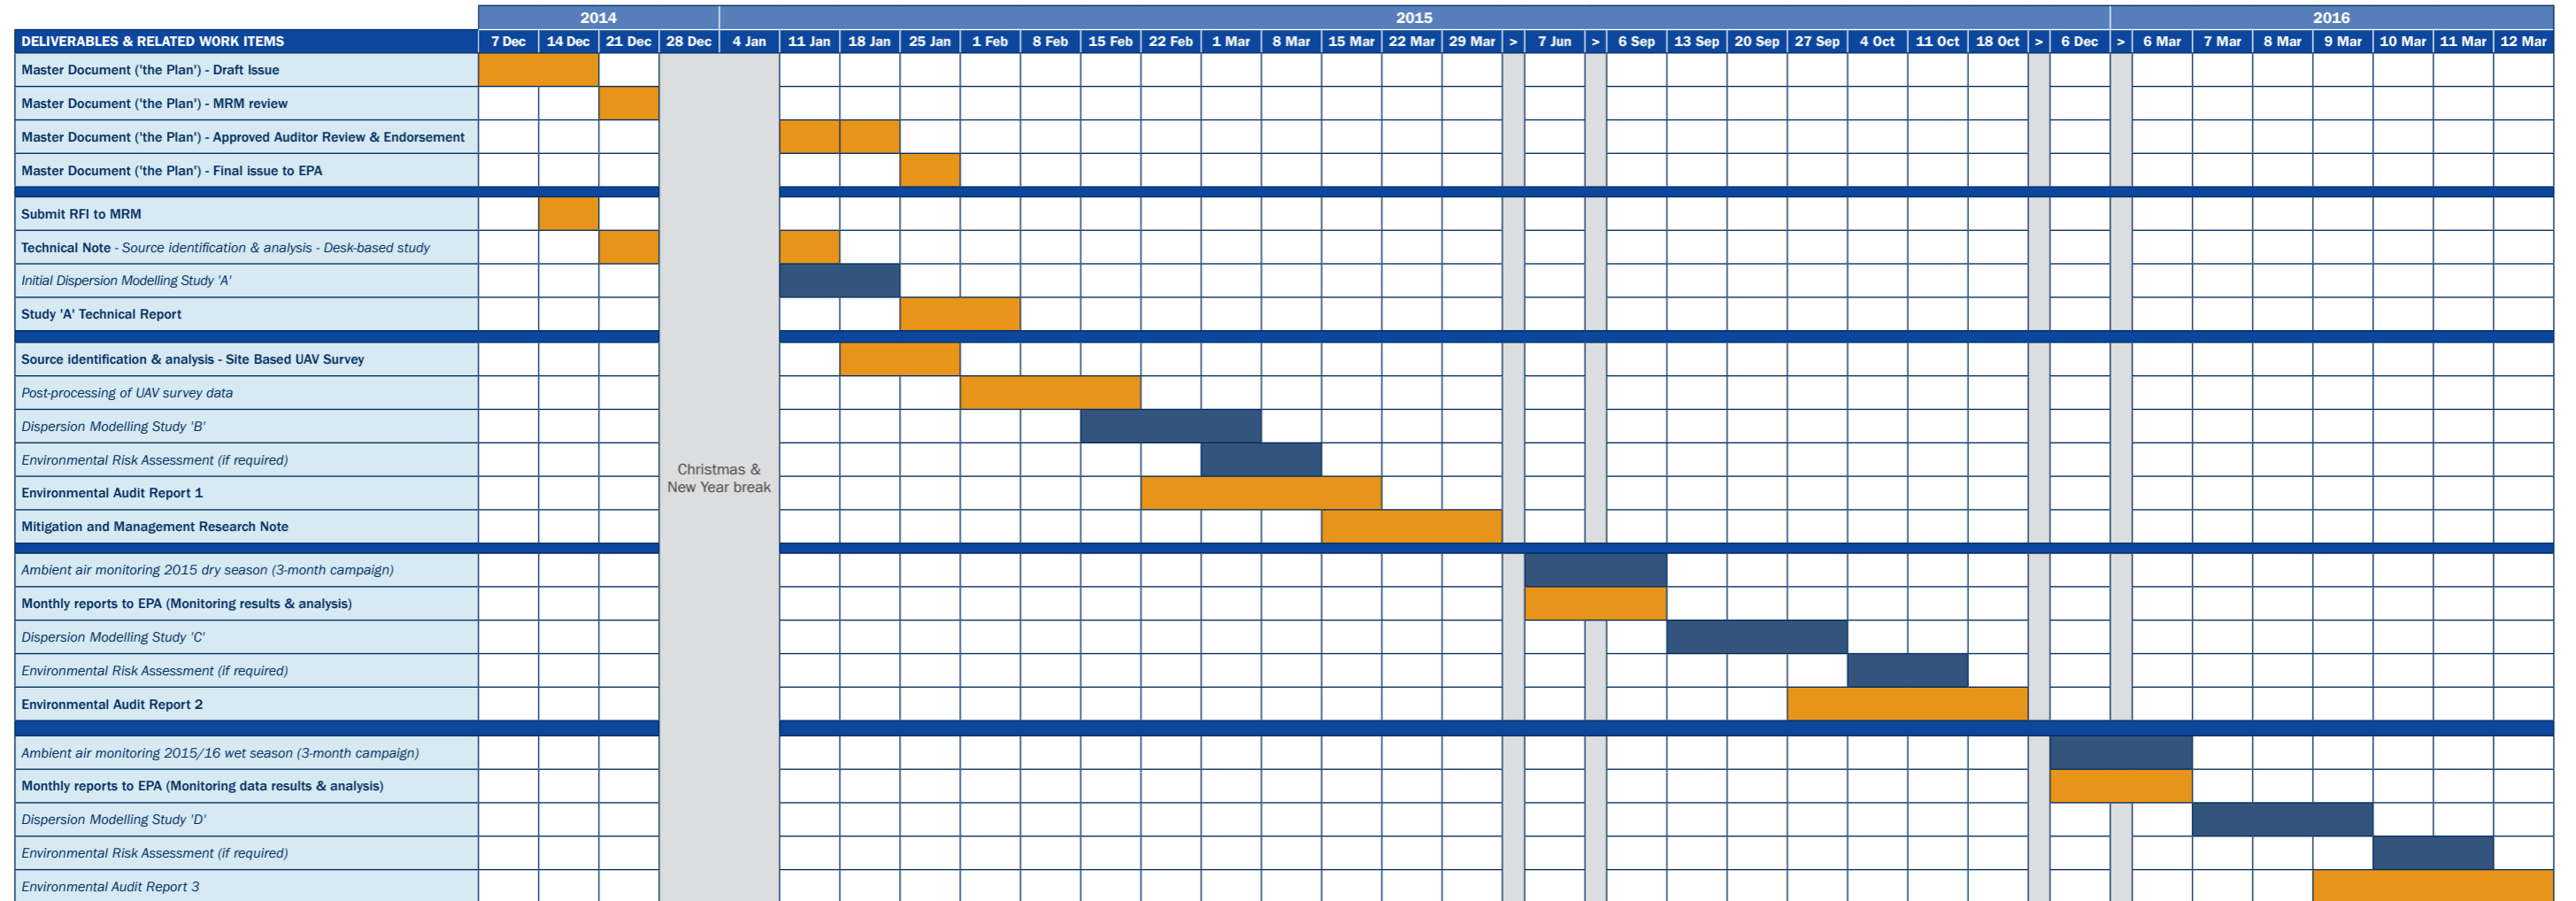 2014 2015 2016
DELIVERABLES & RELATED WORK ITEMS 7 Dec 14 Dec 21 Dec 28 Dec 4 Jan 11 Jan 18 Jan 25 Jan 1 Feb 8 Feb 15 Feb 22 Feb 1 Mar 8 Mar 15 Mar 22 Mar 29 Mar > 7 Jun > 6 Sep 13 Sep 20 Sep 27 Sep 4 Oct 11 Oct 18 Oct > 6 Dec > 6 Mar 7 Mar 8 Mar 9 Mar 10 Mar 11 Mar 12 Mar
Master Document ('the Plan') - Draft Issue
Master Document ('the Plan') - MRM review
Master Document ('the Plan') - Approved Auditor Review & Endorsement
Master Document ('the Plan') - Final issue to EPA
Submit RFI to MRM
Technical Note - Source identification & analysis - Desk-based study
Initial Dispersion Modelling Study 'A'
Study 'A' Technical Report
Source identification & analysis - Site Based UAV Survey
Post-processing of UAV survey data
Dispersion Modelling Study 'B'
Environmental Risk Assessment (if required)
Christmas &
New Year break
Environmental Audit Report 1
Mitigation and Management Research Note
Ambient air monitoring 2015 dry season (3-month campaign)
Monthly reports to EPA (Monitoring results & analysis)
Dispersion Modelling Study 'C'
Environmental Risk Assessment (if required)
Environmental Audit Report 2
Ambient air monitoring 2015/16 wet season (3-month campaign)
Monthly reports to EPA (Monitoring data results & analysis)
Dispersion Modelling Study 'D'
Environmental Risk Assessment (if required)
Environmental Audit Report 3